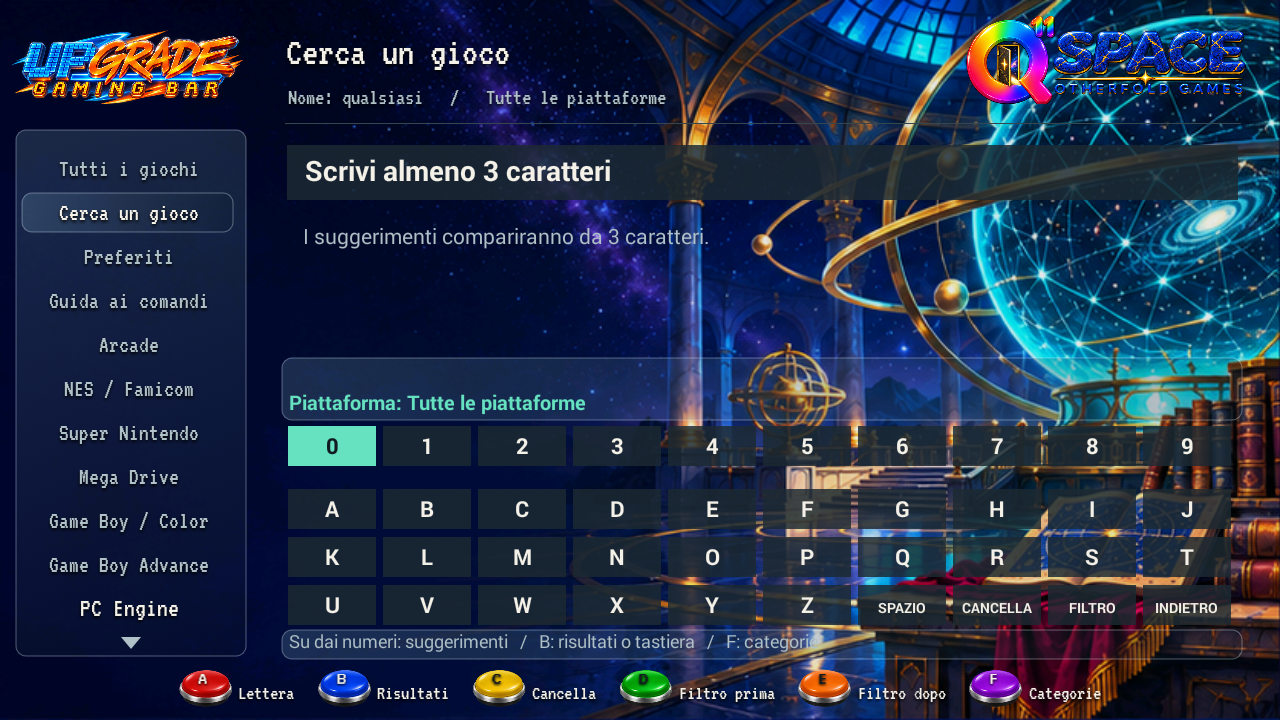 UPGRADE
GAMING BAR
Cerca un gioco
Nome: qualsiasi / Tutte le piattaforme
Q11 SPACE
OTHERFOLD GAMES
Tutti i giochi
Cerca un gioco
Preferiti
Guida ai comandi
Arcade
NES / Famicom
Super Nintendo
Mega Drive
Game Boy / Color
Game Boy Advance
PC Engine
Scrivi almeno 3 caratteri
I suggerimenti compariranno da 3 caratteri.
Piattaforma: Tutte le piattaforme
0 1 2 3 4 5 6 7 8 9
A B C D E F G H I J
K L M N O P Q R S T
U V W X Y Z SPAZIO CANCELLA FILTRO INDIETRO
Su dai numeri: suggerimenti / B: risultati o tastiera / F: categorie
A Lettera B Risultati C Cancella D Filtro prima E Filtro dopo F Categorie